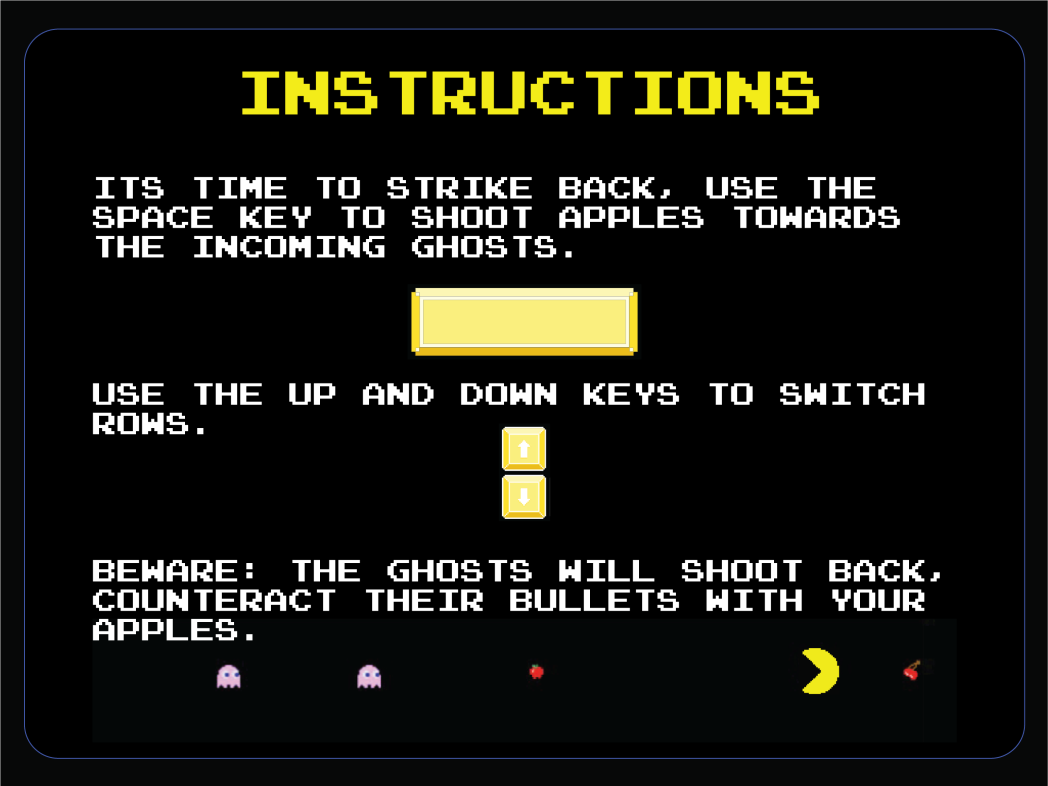 INSTRUCTIONS
ITS TIME TO STRIKE BACK, USE THE
SPACE KEY TO SHOOT APPLES TOWARDS
THE INCOMING GHOSTS.
USE THE UP AND DOWN KEYS TO SWITCH
ROWS.
BEWARE: THE GHOSTS WILL SHOOT BACK,
COUNTERACT THEIR BULLETS WITH YOUR
APPLES.